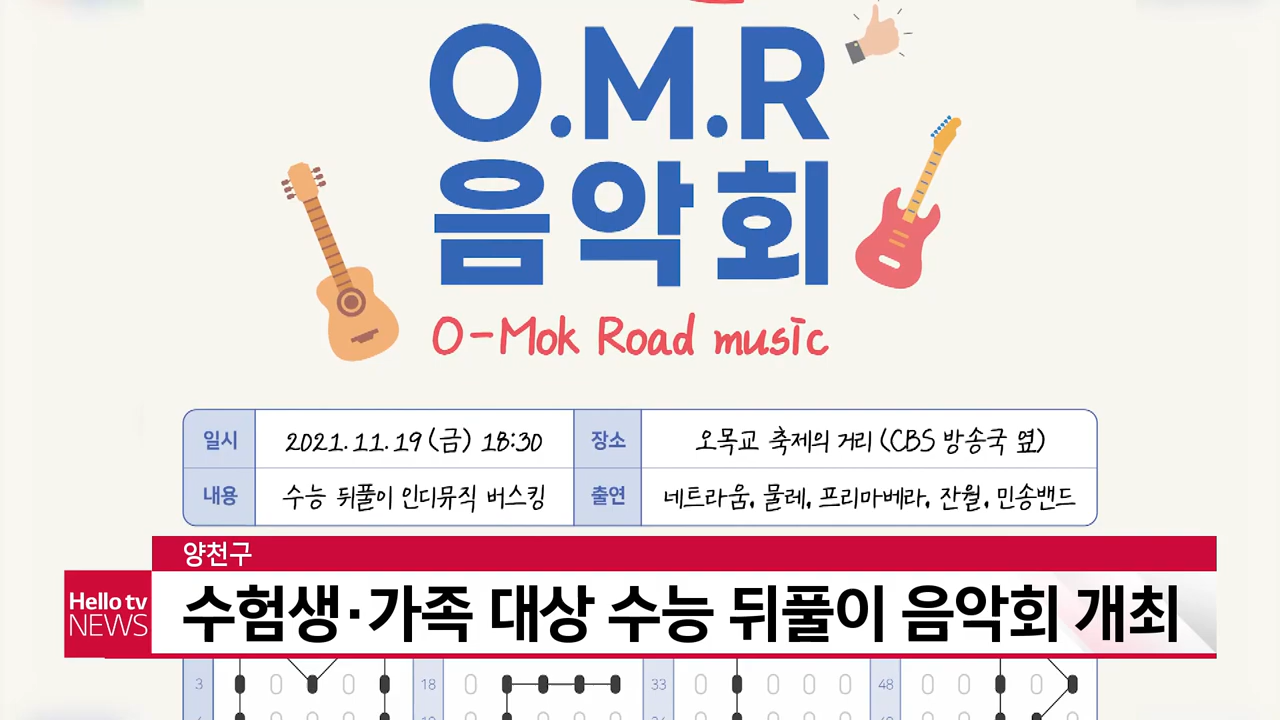 O.M.R
음악회
O-Mok Road music
일시 2021.11.19(금) 18:30 장소 오목교 축제의 거리(CBS 방송국 옆)
내용 수능 뒤풀이 인디뮤직 버스킹 출연 네트라움, 물레, 프리마베라, 잔월, 민송밴드
양천구
Hello tv
NEWS
수험생·가족 대상 수능 뒤풀이 음악회 개최
3 18 33 48